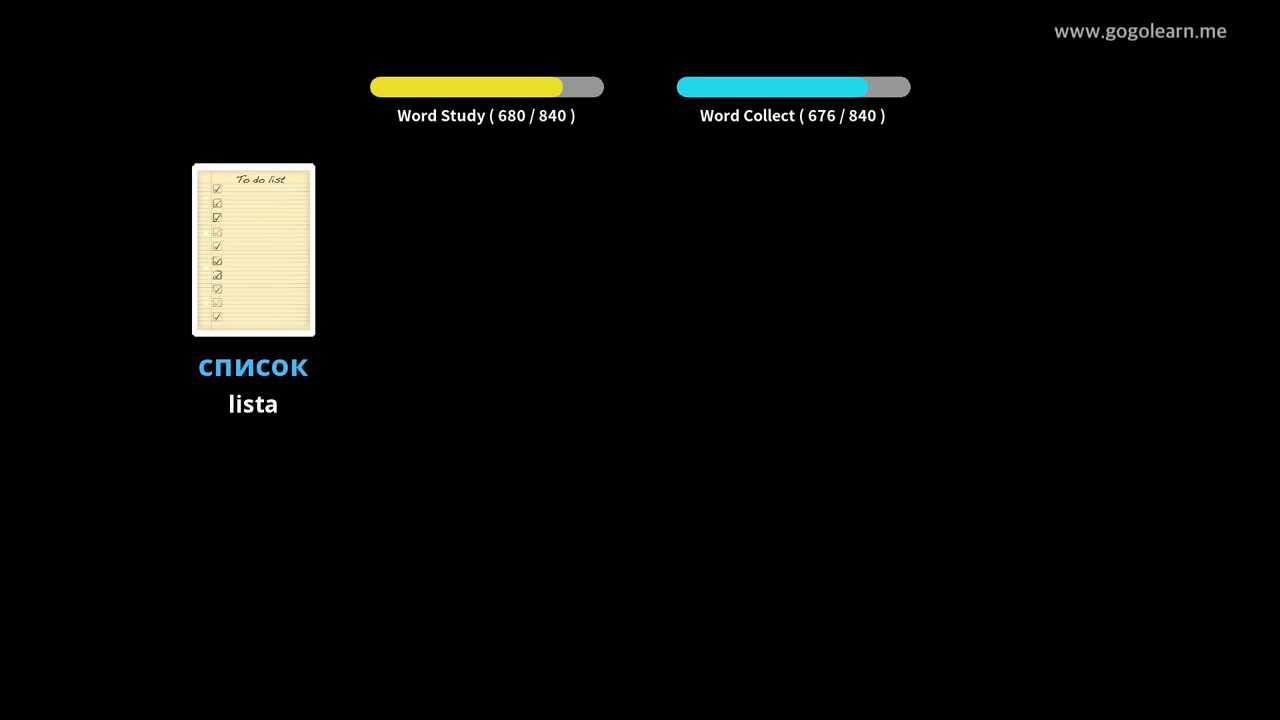 www.gogolearn.me
Word Study ( 680 / 840 )
Word Collect ( 676 / 840 )
To do list
список
lista